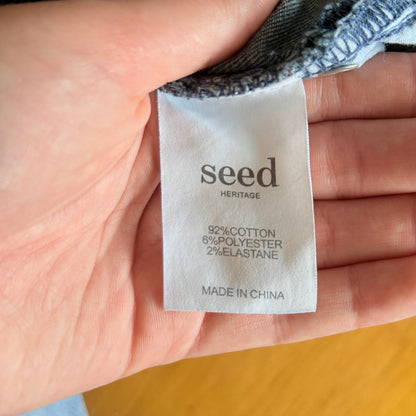 seed
HERITAGE
92%COTTON
6%POLYESTER
2%ELASTANE
MADE IN CHINA